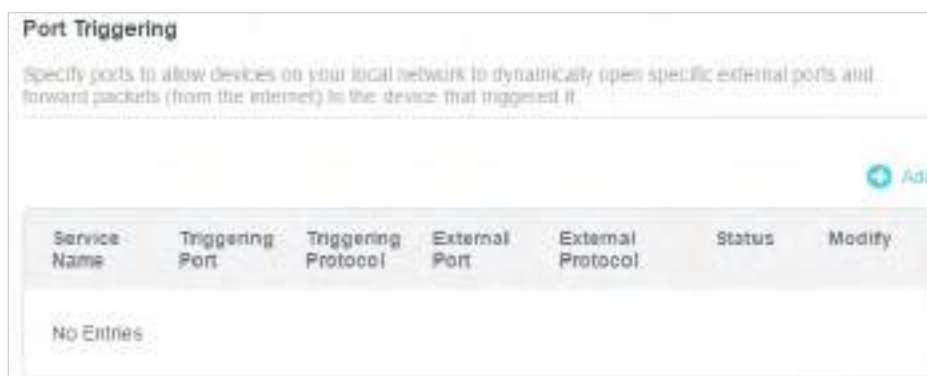 Port Triggering
Specify ports to allow devices on your local network to dynamically open specific external ports and
forward packets (from the internet) to the device that triggered it.
Add
Service Name
Triggering Port
Triggering Protocol
External Port
External Protocol
Status
Modify
No Entries